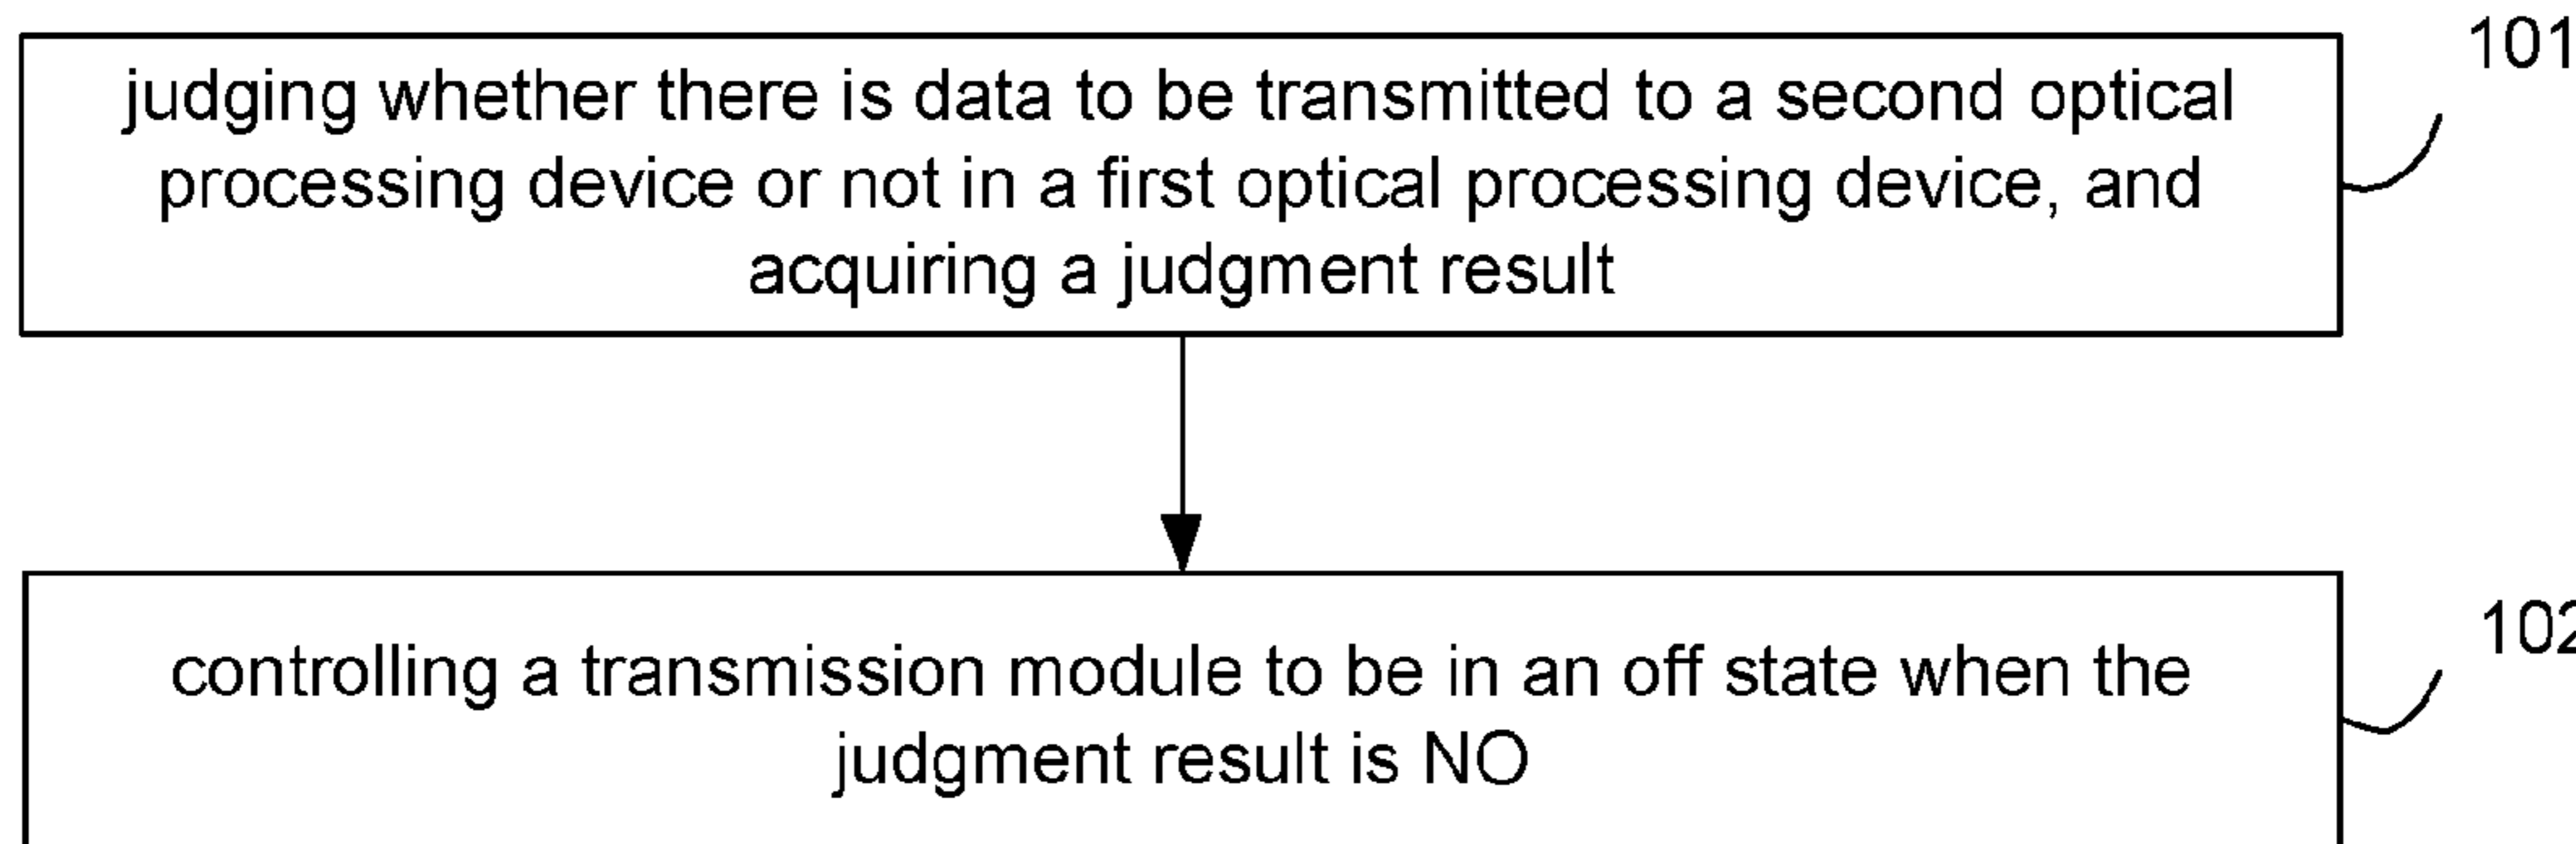 101
judging whether there is data to be transmitted to a second optical
processing device or not in a first optical processing device, and
acquiring a judgment result
102
controlling a transmission module to be in an off state when the
judgment result is NO